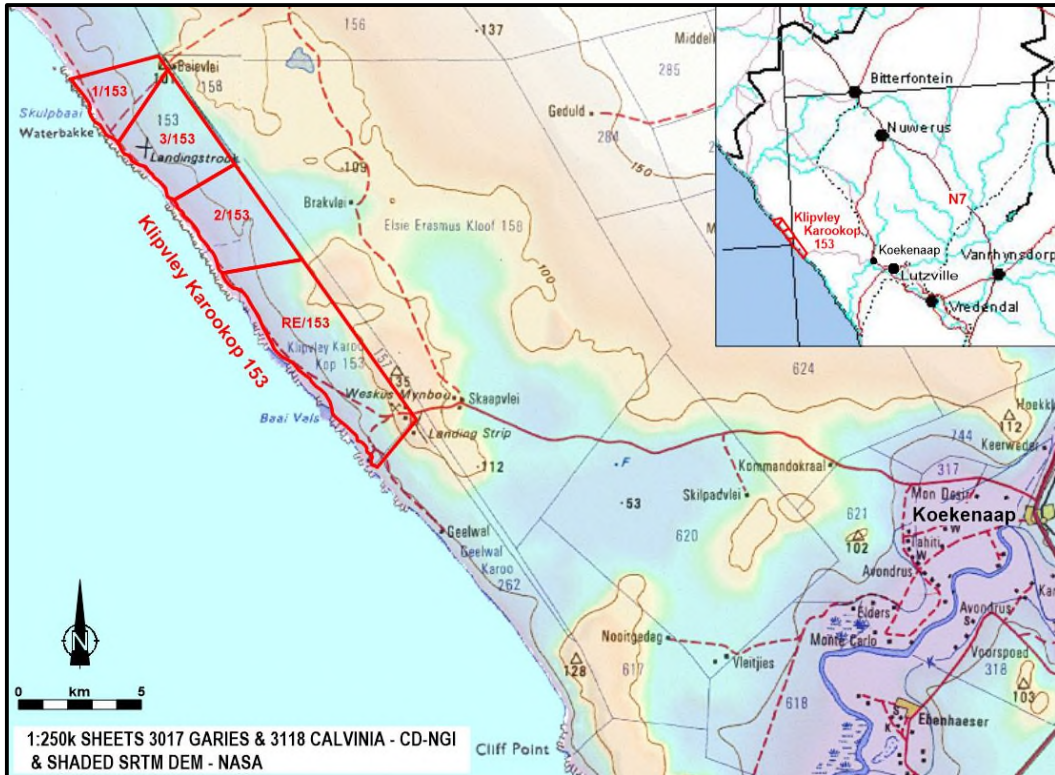 156
137
Middel
285
Geduld
284
150
Baievlei
101
158
1/153
Skulpbaai
Waterbakke
153
3/153
Landingstrook
109
Brakvlei
Elsie Erasmus Kloof 158
2/153
100
Klipvley Karookop 153
RE/153
Klipvley Karoo
Kop 153
157
135
Weskus Mynbou
Skaapvlei
Baai Vals
Landing Strip
112
624
Hoekkl
112
744
Keerweder
317
Kommandokraal
F
Skilpadvlei
53
Mon Desir
W
Koekenaap
621
620
Tahiti
W
102
Avondrus
Geelwal
Geelwal
Karoo
262
Elders
Avondrus
S
Kar
Nooitgedag
Monte Carlo
Voorspoed
K
318
128
617
Vleitjies
618
103
S
K
Ebenhaeser
Cliff Point
N
0 km 5
1:250k SHEETS 3017 GARIES & 3118 CALVINIA - CD-NGI
& SHADED SRTM DEM - NASA
Bitterfontein
Nuwerus
N7
Klipvley
Karookop
153
Koekenaap
Vanrhynsdorp
Lutzville
Vredendal